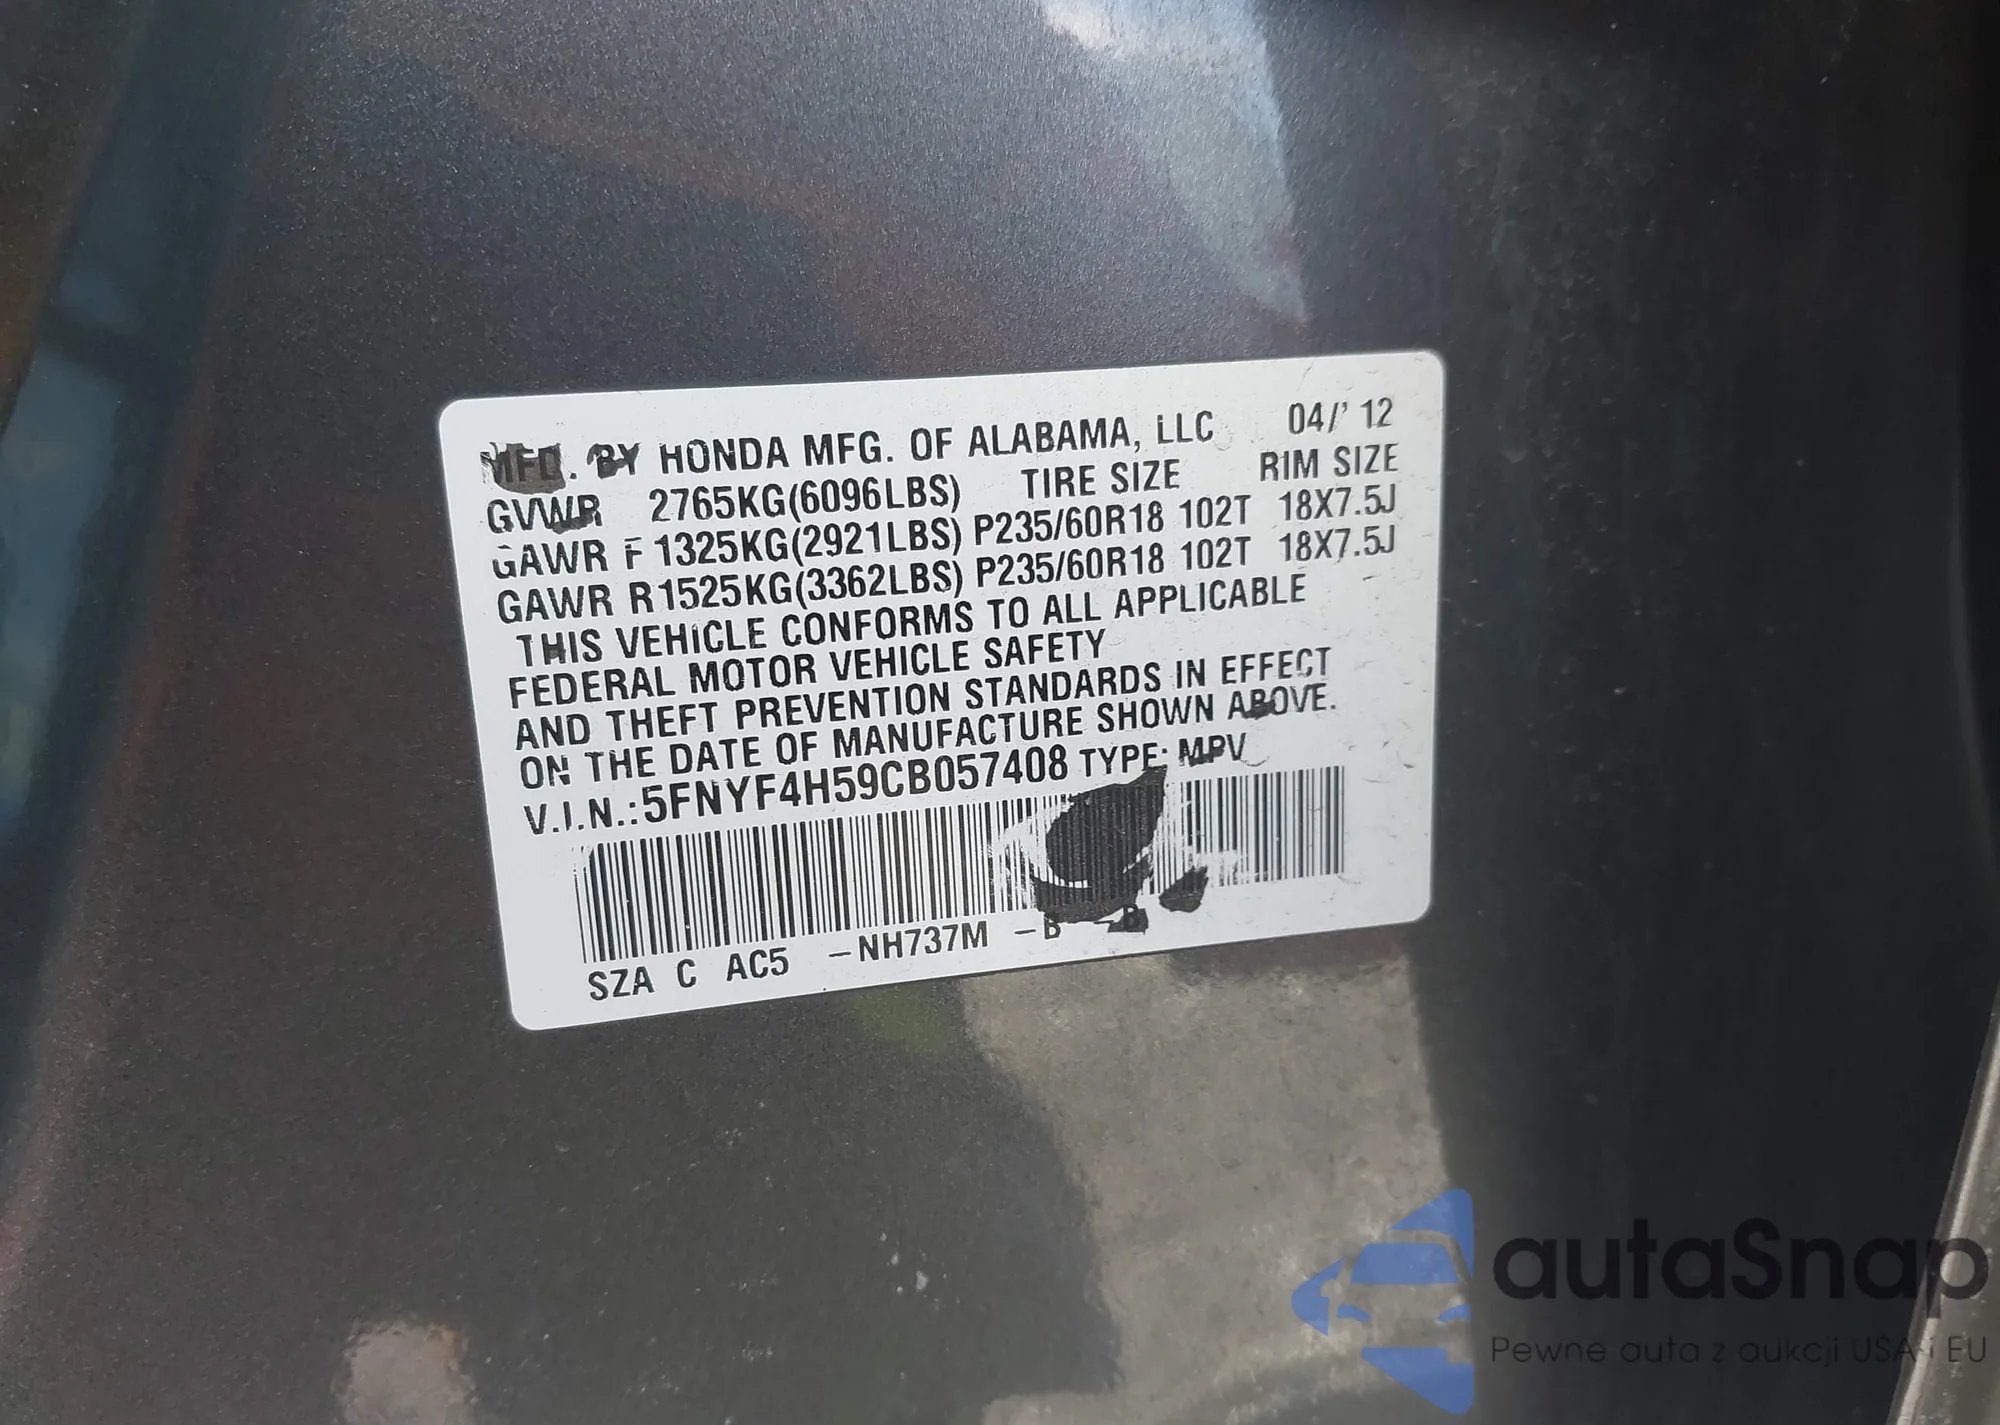 MFD. BY HONDA MFG. OF ALABAMA, LLC 04/' 12
GVWR 2765KG(6096LBS) TIRE SIZE RIM SIZE
GAWR F 1325KG(2921LBS) P235/60R18 102T 18X7.5J
GAWR R 1525KG(3362LBS) P235/60R18 102T 18X7.5J
THIS VEHICLE CONFORMS TO ALL APPLICABLE
FEDERAL MOTOR VEHICLE SAFETY
AND THEFT PREVENTION STANDARDS IN EFFECT
ON THE DATE OF MANUFACTURE SHOWN ABOVE.
V.I.N.:5FNYF4H59CB057408 TYPE: MPV
SZA C AC5 -NH737M -B -B
autaSnap
Pewne auta z aukcji USA i EU